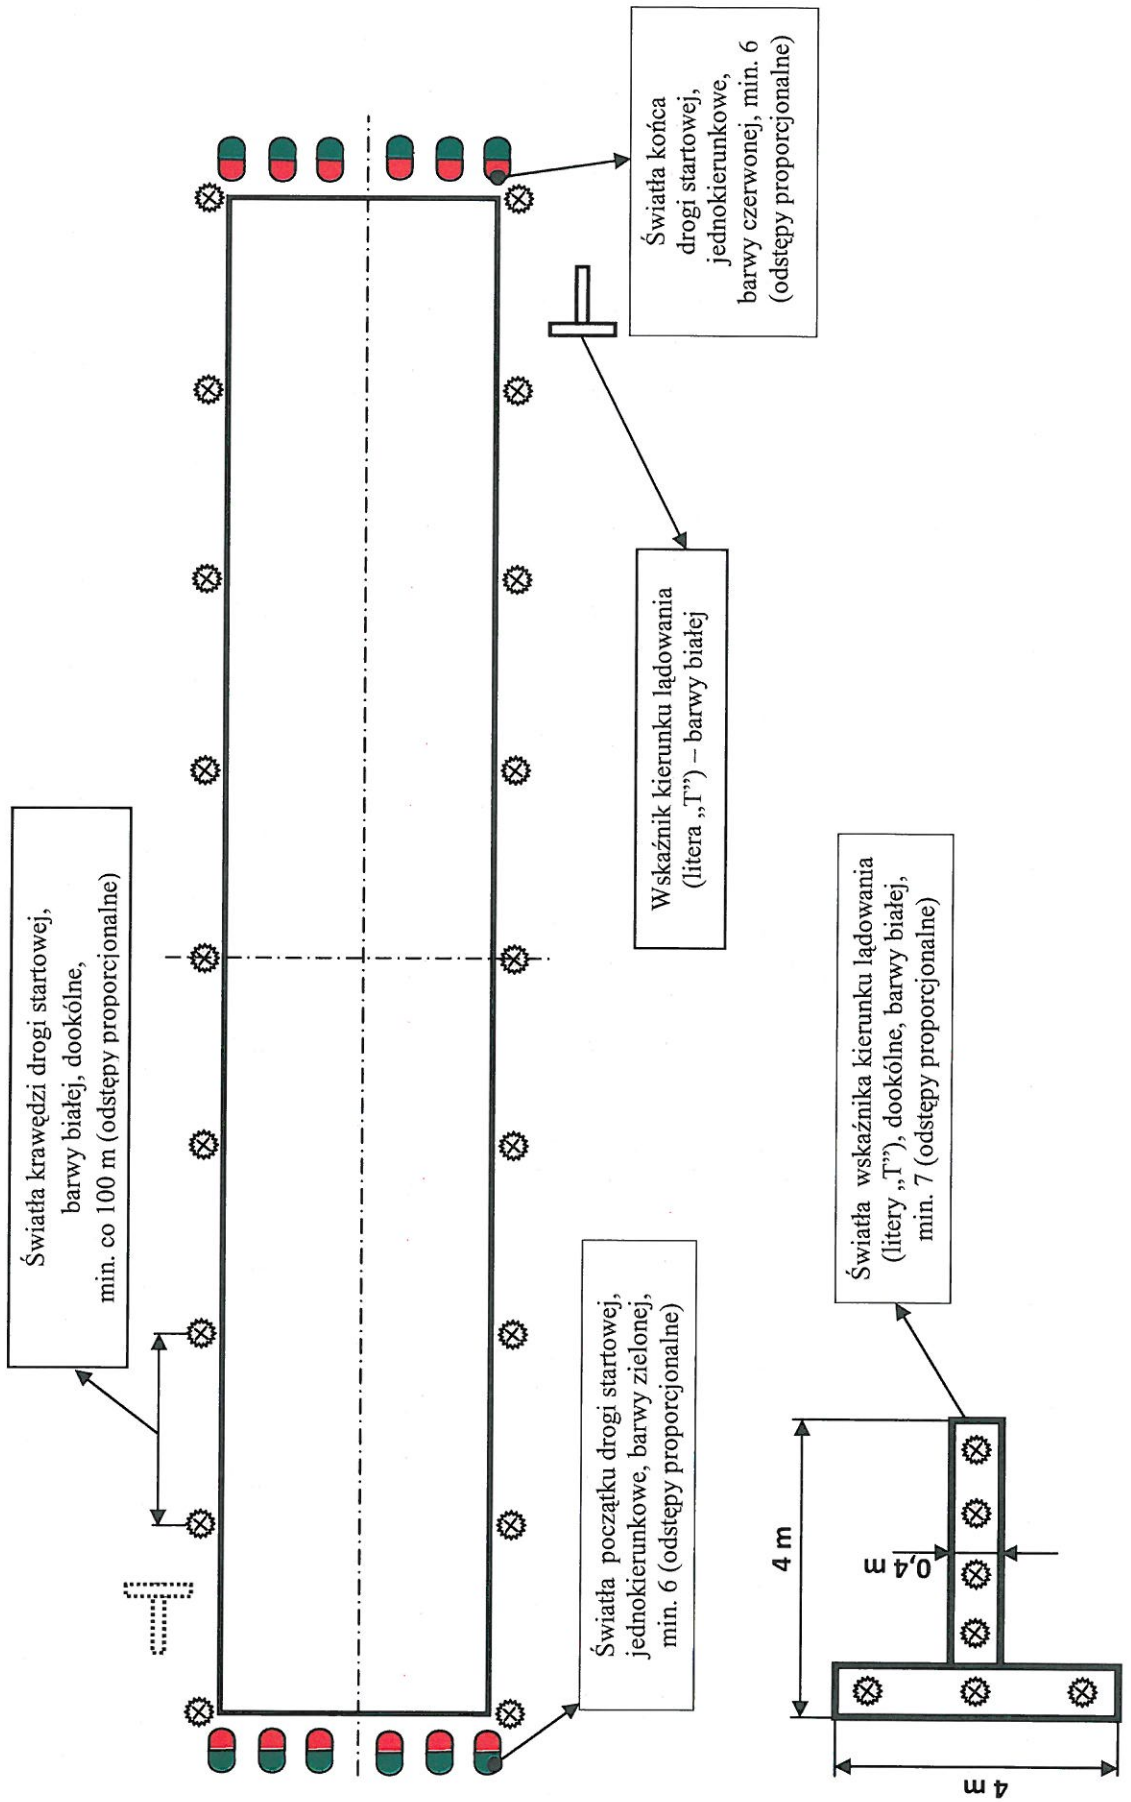 Światła krawędzi drogi startowej,
barwy białej, dookólne,
min. co 100 m (odstępy proporcjonalne)
Światła końca
drogi startowej,
jednokierunkowe,
barwy czerwonej, min. 6
(odstępy proporcjonalne)
Wskaźnik kierunku lądowania
(litera „T”) – barwy białej
Światła początku drogi startowej,
jednokierunkowe, barwy zielonej,
min. 6 (odstępy proporcjonalne)
Światła wskaźnika kierunku lądowania
(litery „T”), dookólne, barwy białej,
min. 7 (odstępy proporcjonalne)
4 m
0,4 m
4 m